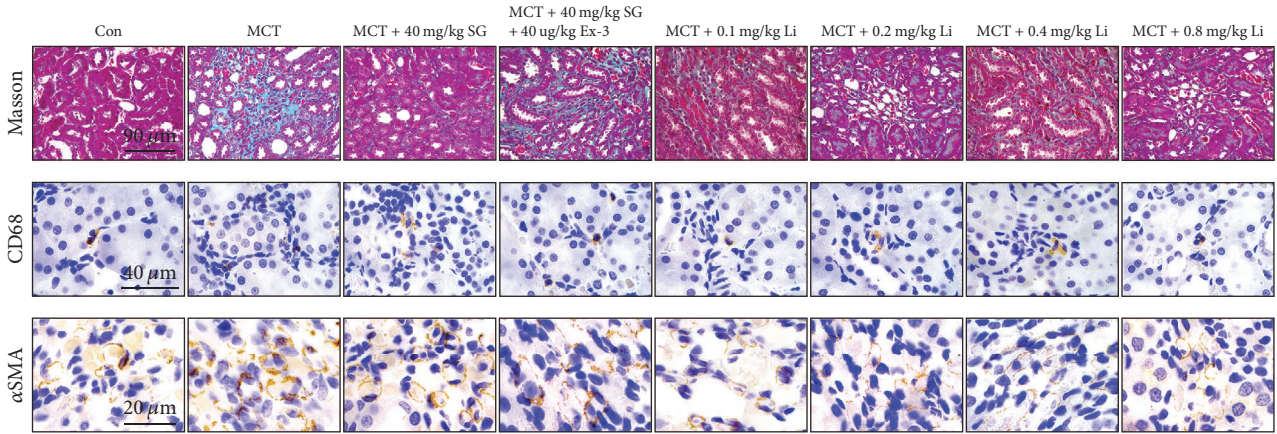 Con
MCT
MCT + 40 mg/kg SG
MCT + 40 mg/kg SG
+ 40 ug/kg Ex-3
MCT + 0.1 mg/kg Li
MCT + 0.2 mg/kg Li
MCT + 0.4 mg/kg Li
MCT + 0.8 mg/kg Li
Masson
90 μm
CD68
40 μm
αSMA
20 μm